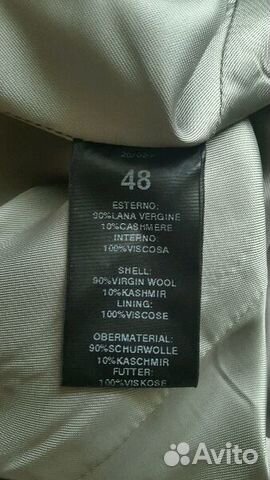 48
ESTERNO:
90%LANA VERGINE
10%CASHMERE
INTERNO:
100%VISCOSA
SHELL:
90%VIRGIN WOOL
10%KASHMIR
LINING:
100%VISCOSE
OBERMATERIAL:
90%SCHURWOLLE
10%KASCHMIR
FUTTER:
100%VISKOSE
Avito